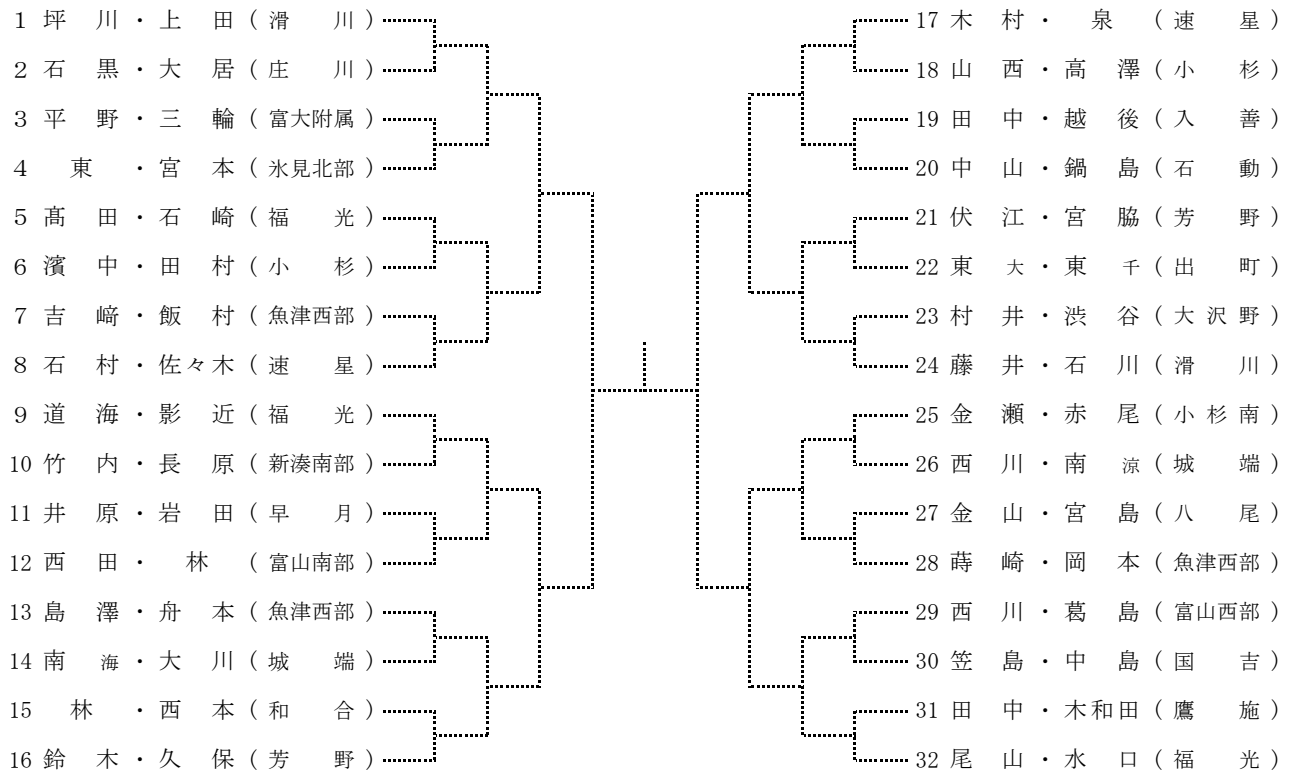 1 坪川・上田(滑川)
2 石黒・大居(庄川)
3 平野・三輪(富大附属)
4 東・宮本(氷見北部)
5 髙田・石崎(福光)
6 濱中・田村(小杉)
7 吉﨑・飯村(魚津西部)
8 石村・佐々木(速星)
9 道海・影近(福光)
10 竹内・長原(新湊南部)
11 井原・岩田(早月)
12 西田・林(富山南部)
13 島澤・舟本(魚津西部)
14 南海・大川(城端)
15 林・西本(和合)
16 鈴木・久保(芳野)
17 木村・泉(速星)
18 山西・高澤(小杉)
19 田中・越後(入善)
20 中山・鍋島(石動)
21 伏江・宮脇(芳野)
22 東大・東千(出町)
23 村井・渋谷(大沢野)
24 藤井・石川(滑川)
25 金瀬・赤尾(小杉南)
26 西川・南涼(城端)
27 金山・宮島(八尾)
28 蒔崎・岡本(魚津西部)
29 西川・葛島(富山西部)
30 笠島・中島(国吉)
31 田中・木和田(鷹施)
32 尾山・水口(福光)